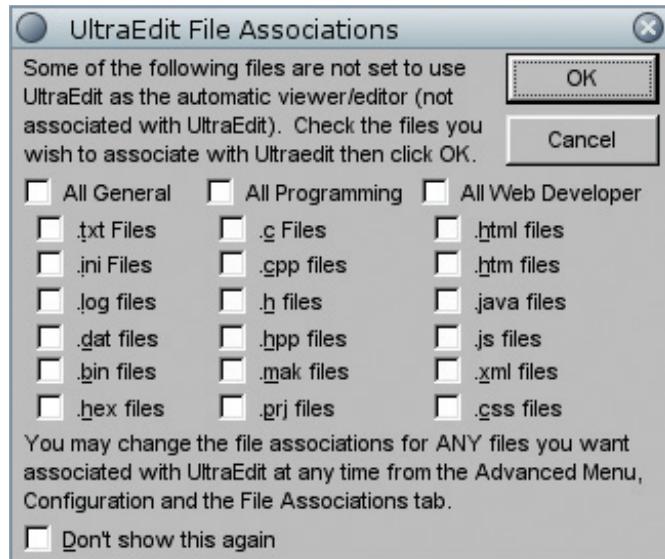 UltraEdit File Associations
Some of the following files are not set to use
UltraEdit as the automatic viewer/editor (not
associated with UltraEdit). Check the files you
wish to associate with Ultraedit then click OK.
OK
Cancel
All General All Programming All Web Developer
.txt Files .c Files .html files
.ini Files .cpp files .htm files
.log files .h files .java files
.dat files .hpp files .js files
.bin files .mak files .xml files
.hex files .prj files .css files
You may change the file associations for ANY files you want
associated with UltraEdit at any time from the Advanced Menu,
Configuration and the File Associations tab.
Don't show this again